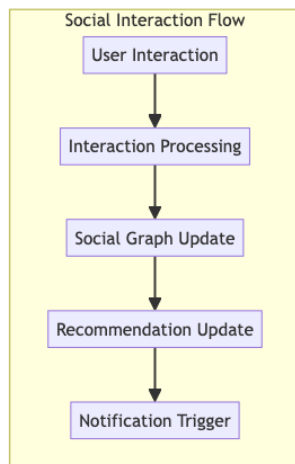 Social Interaction Flow
User Interaction
Interaction Processing
Social Graph Update
Recommendation Update
Notification Trigger